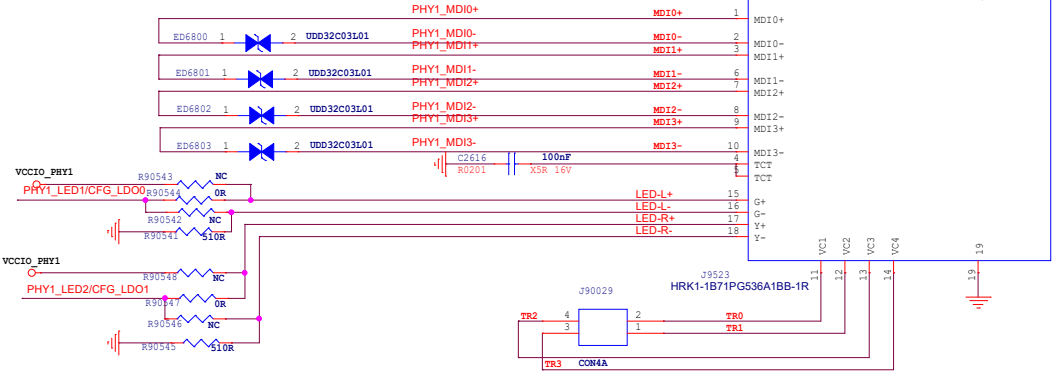 PHY1_MDI0+ MDI0+ 1 MDI0+
ED6800 1 2 UDD32C03L01 PHY1_MDI0- MDI0- 2 MDI0-
PHY1_MDI1+ MDI1+ 3 MDI1+
ED6801 1 2 UDD32C03L01 PHY1_MDI1- MDI1- 6 MDI1-
PHY1_MDI2+ MDI2+ 7 MDI2+
ED6802 1 2 UDD32C03L01 PHY1_MDI2- MDI2- 8 MDI2-
PHY1_MDI3+ MDI3+ 9 MDI3+
ED6803 1 2 UDD32C03L01 PHY1_MDI3- MDI3- 10 MDI3-
C2616 100nF 4 TCT
R0201 X5R 16V 5 TCT
VCCIO_PHY1 R90543 NC
PHY1_LED1/CFG_LDO0 R90544 0R LED-L+ 15 G+
R90542 NC LED-L- 16 G-
LED-R+ 17 Y+
R90541 510R LED-R- 18 Y-
VC1 VC2 VC3 VC4 19
11 12 13 14 19
VCCIO_PHY1 R90548 NC
J9523
HRK1-1B71PG536A1BB-1R
PHY1_LED2/CFG_LDO1 R90547 0R
J90029
R90546 NC
TR2 4 2 TR0
3 1 TR1
R90545 510R
TR3 CON4A